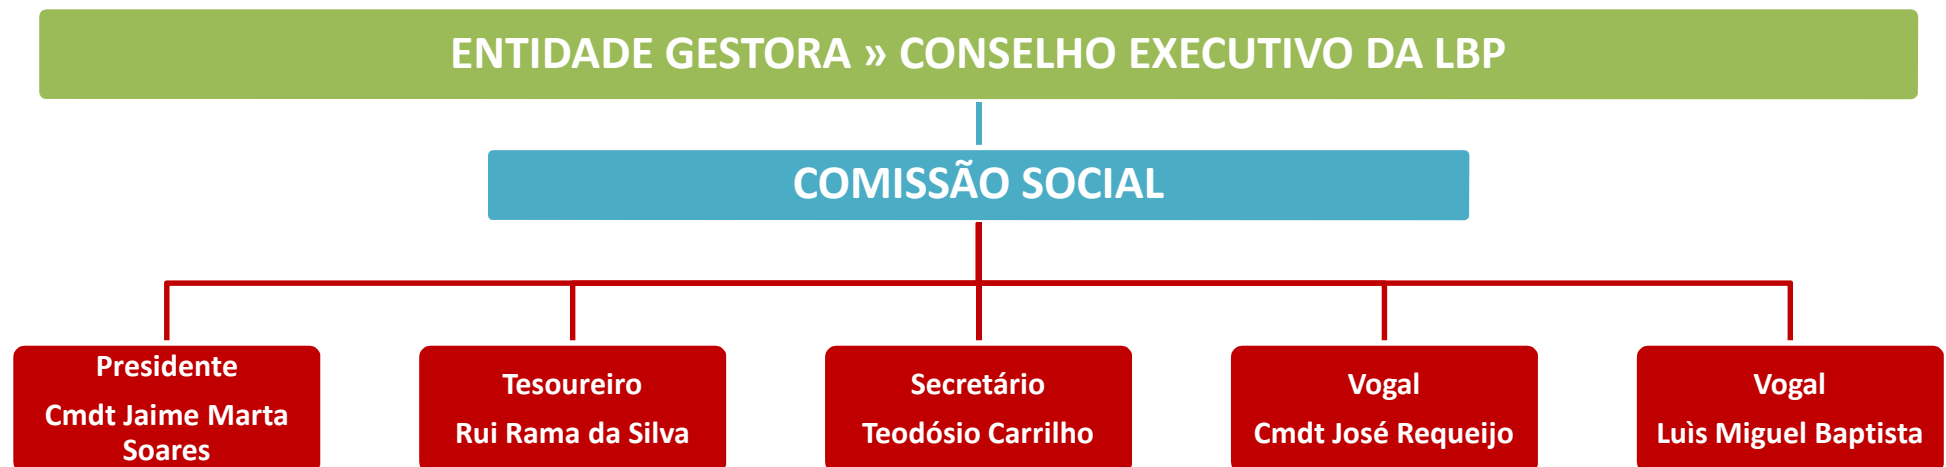 ENTIDADE GESTORA » CONSELHO EXECUTIVO DA LBP
COMISSÃO SOCIAL
Presidente
Cmdt Jaime Marta
Soares
Tesoureiro
Rui Rama da Silva
Secretário
Teodósio Carrilho
Vogal
Cmdt José Requeijo
Vogal
Luìs Miguel Baptista